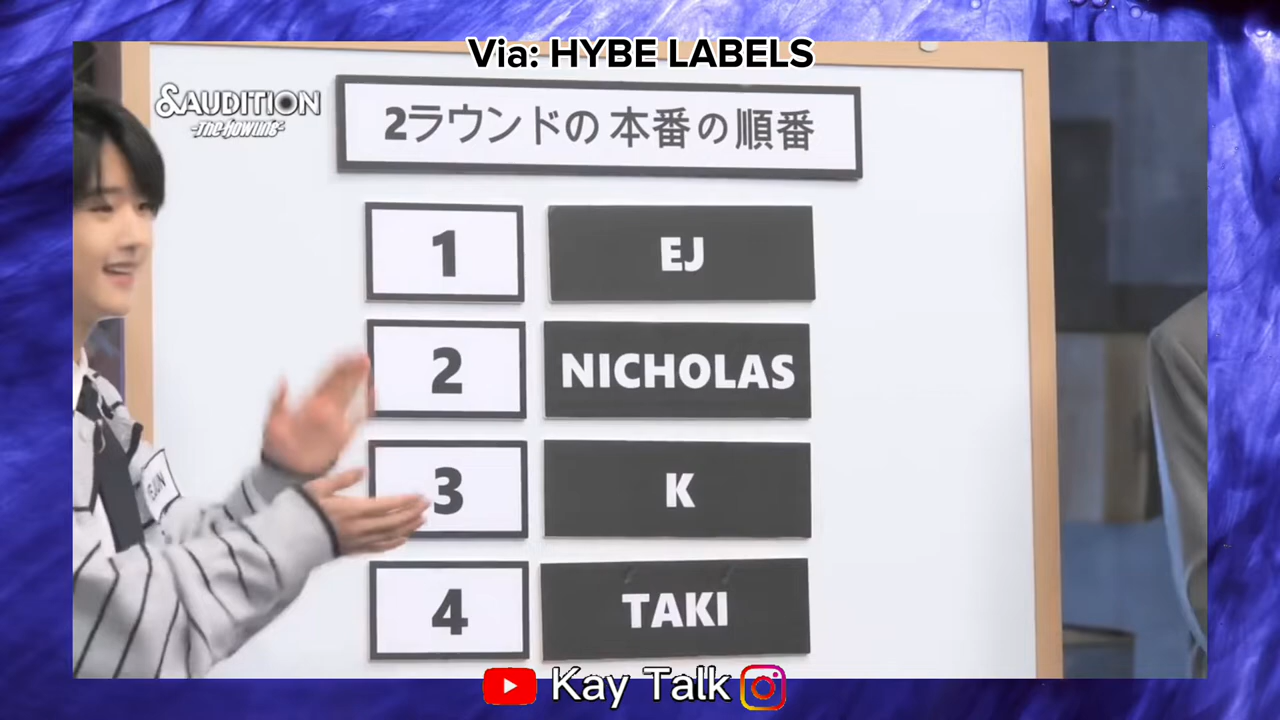 Via: HYBE LABELS
&AUDITION
-The Howling-
2ラウンドの本番の順番
1 EJ
2 NICHOLAS
3 K
4 TAKI
Kay Talk